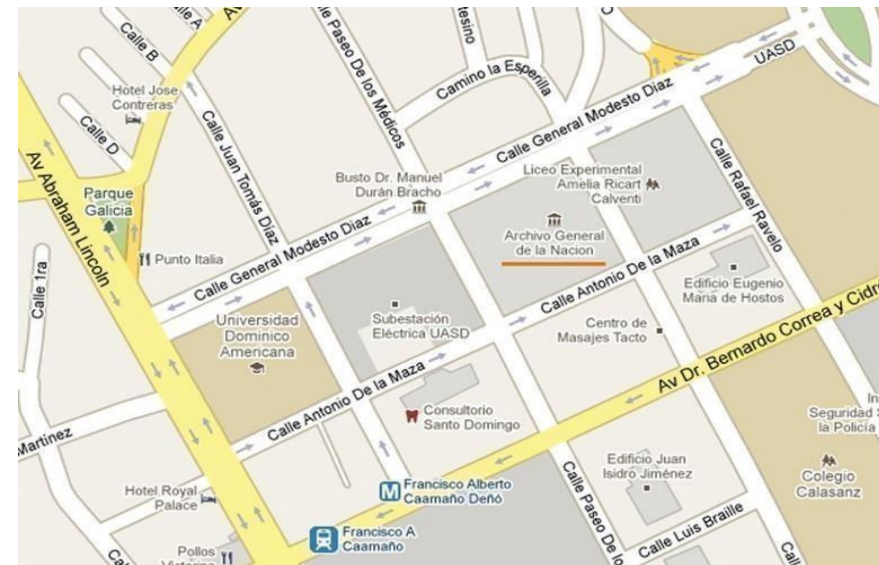 Calle A
Calle B
Hotel Jose
Contreras
Calle D
Calle Juan Tomás Diaz
Calle Paseo De los Médicos
Camino la Esperilla
UASD
Calle General Modesto Diaz
Liceo Experimental
Amelia Ricart
Calventi
Busto Dr. Manuel
Durán Bracho
Av Abraham Lincoln
Parque
Galicia
Punto Italia
Calle General Modesto Diaz
Archivo General
de la Nacion
Calle Rafael Ravelo
Calle 1ra
Edificio Eugenio
Maria de Hostos
Calle Antonio De la Maza
Universidad
Dominico
Americana
Subestación
Eléctrica UASD
Centro de
Masajes Tacto
Av Dr. Bernardo Correa y Cidr
Calle Antonio De la Maza
Consultorio
Santo Domingo
Martinez
Seguridad S
la Policía
Edificio Juan
Isidro Jiménez
Colegio
Calasanz
Hotel Royal
Palace
M Francisco Alberto
Caamaño Deñó
Calle Paseo De lo
Calle Luis Braille
Francisco A
Caamaño
Pollos